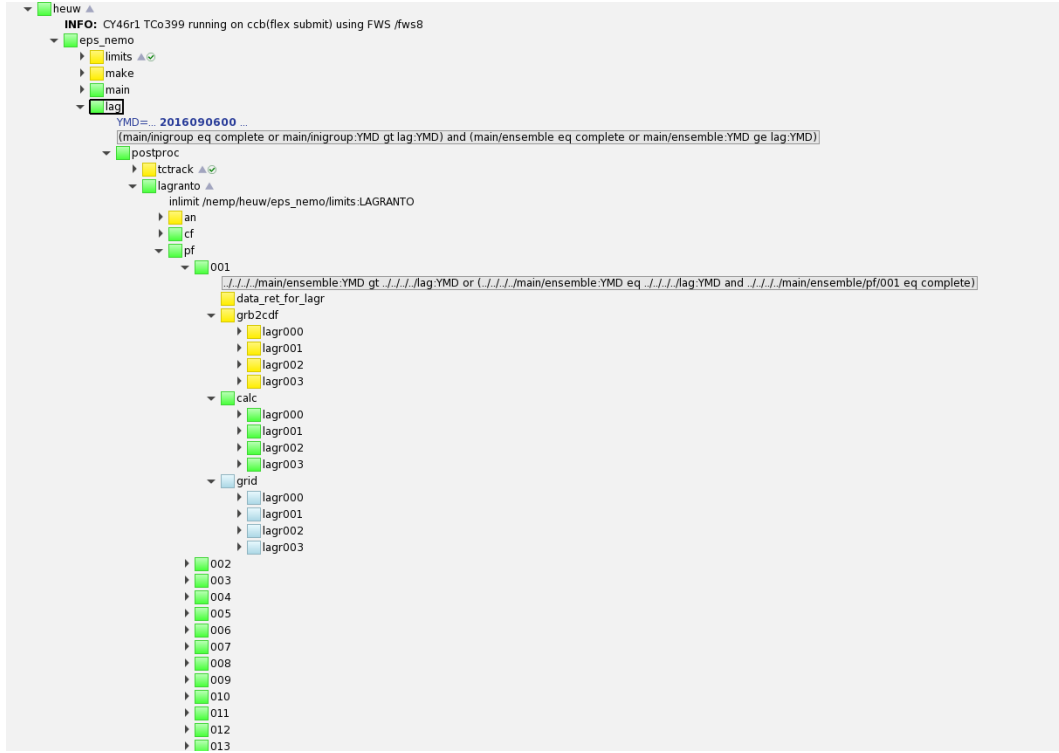 heuw
INFO: CY46r1 TCo399 running on ccb(flex submit) using FWS /fws8
eps_nemo
limits
make
main
lag
YMD=... 2016090600 ...
(main/inigroup eq complete or main/inigroup:YMD gt lag:YMD) and (main/ensemble eq complete or main/ensemble:YMD ge lag:YMD)
postproc
tctrack
lagranto
inlimit /nemp/heuw/eps_nemo/limits:LAGRANTO
an
cf
pf
001
../../../../main/ensemble:YMD gt ../../../../lag:YMD or (../../../../main/ensemble:YMD eq ../../../../lag:YMD and ../../../../main/ensemble/pf/001 eq complete)
data_ret_for_lagr
grb2cdf
lagr000
lagr001
lagr002
lagr003
calc
lagr000
lagr001
lagr002
lagr003
grid
lagr000
lagr001
lagr002
lagr003
002
003
004
005
006
007
008
009
010
011
012
013